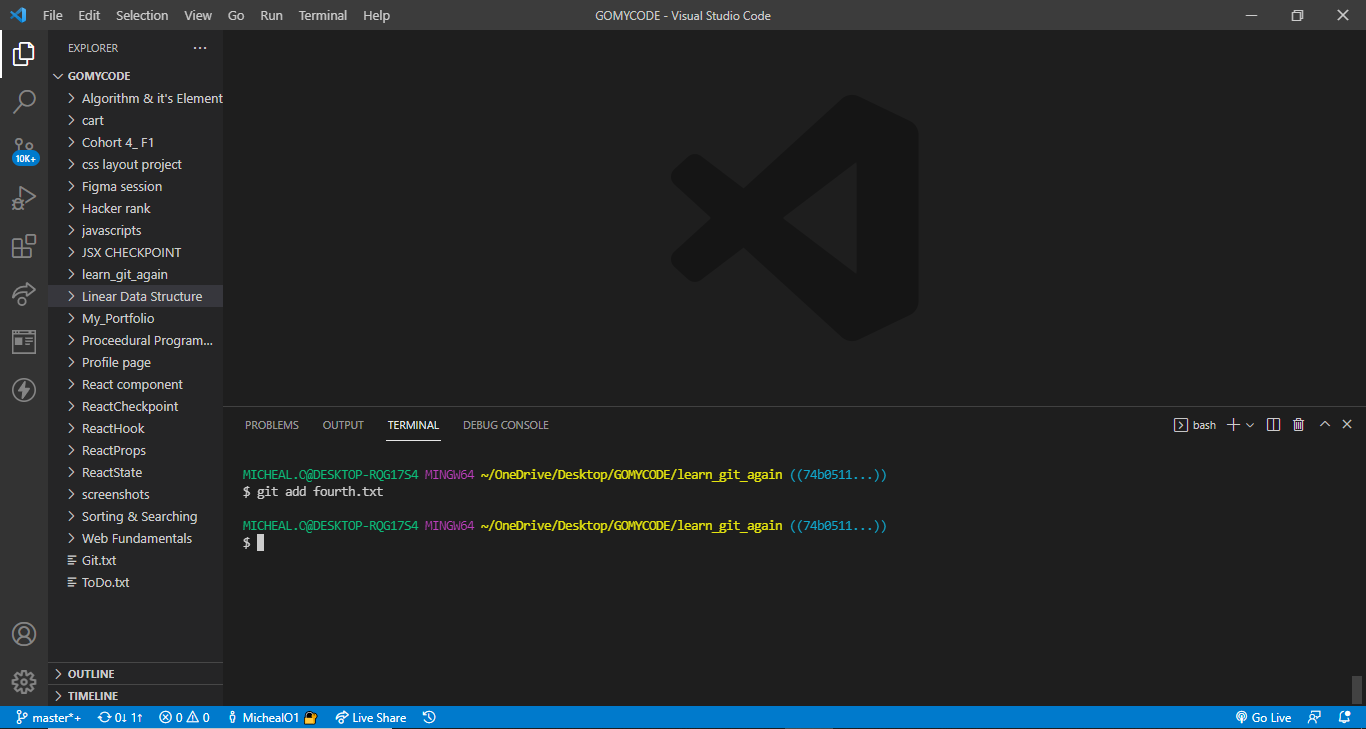 File Edit Selection View Go Run Terminal Help
GOMYCODE - Visual Studio Code
EXPLORER
GOMYCODE
Algorithm & it's Element
cart
Cohort 4_ F1
css layout project
Figma session
Hacker rank
javascripts
JSX CHECKPOINT
learn_git_again
Linear Data Structure
My_Portfolio
Proceedural Program...
Profile page
React component
ReactCheckpoint
ReactHook
ReactProps
ReactState
screenshots
Sorting & Searching
Web Fundamentals
Git.txt
ToDo.txt
OUTLINE
TIMELINE
10K+
PROBLEMS OUTPUT TERMINAL DEBUG CONSOLE
bash
MICHEAL.O@DESKTOP-RQG17S4 MINGW64 ~/OneDrive/Desktop/GOMYCODE/learn_git_again ((74b0511...))
$ git add fourth.txt
MICHEAL.O@DESKTOP-RQG17S4 MINGW64 ~/OneDrive/Desktop/GOMYCODE/learn_git_again ((74b0511...))
$
master*+ 0↓ 1↑ 0 0 MichealO1 Live Share
Go Live